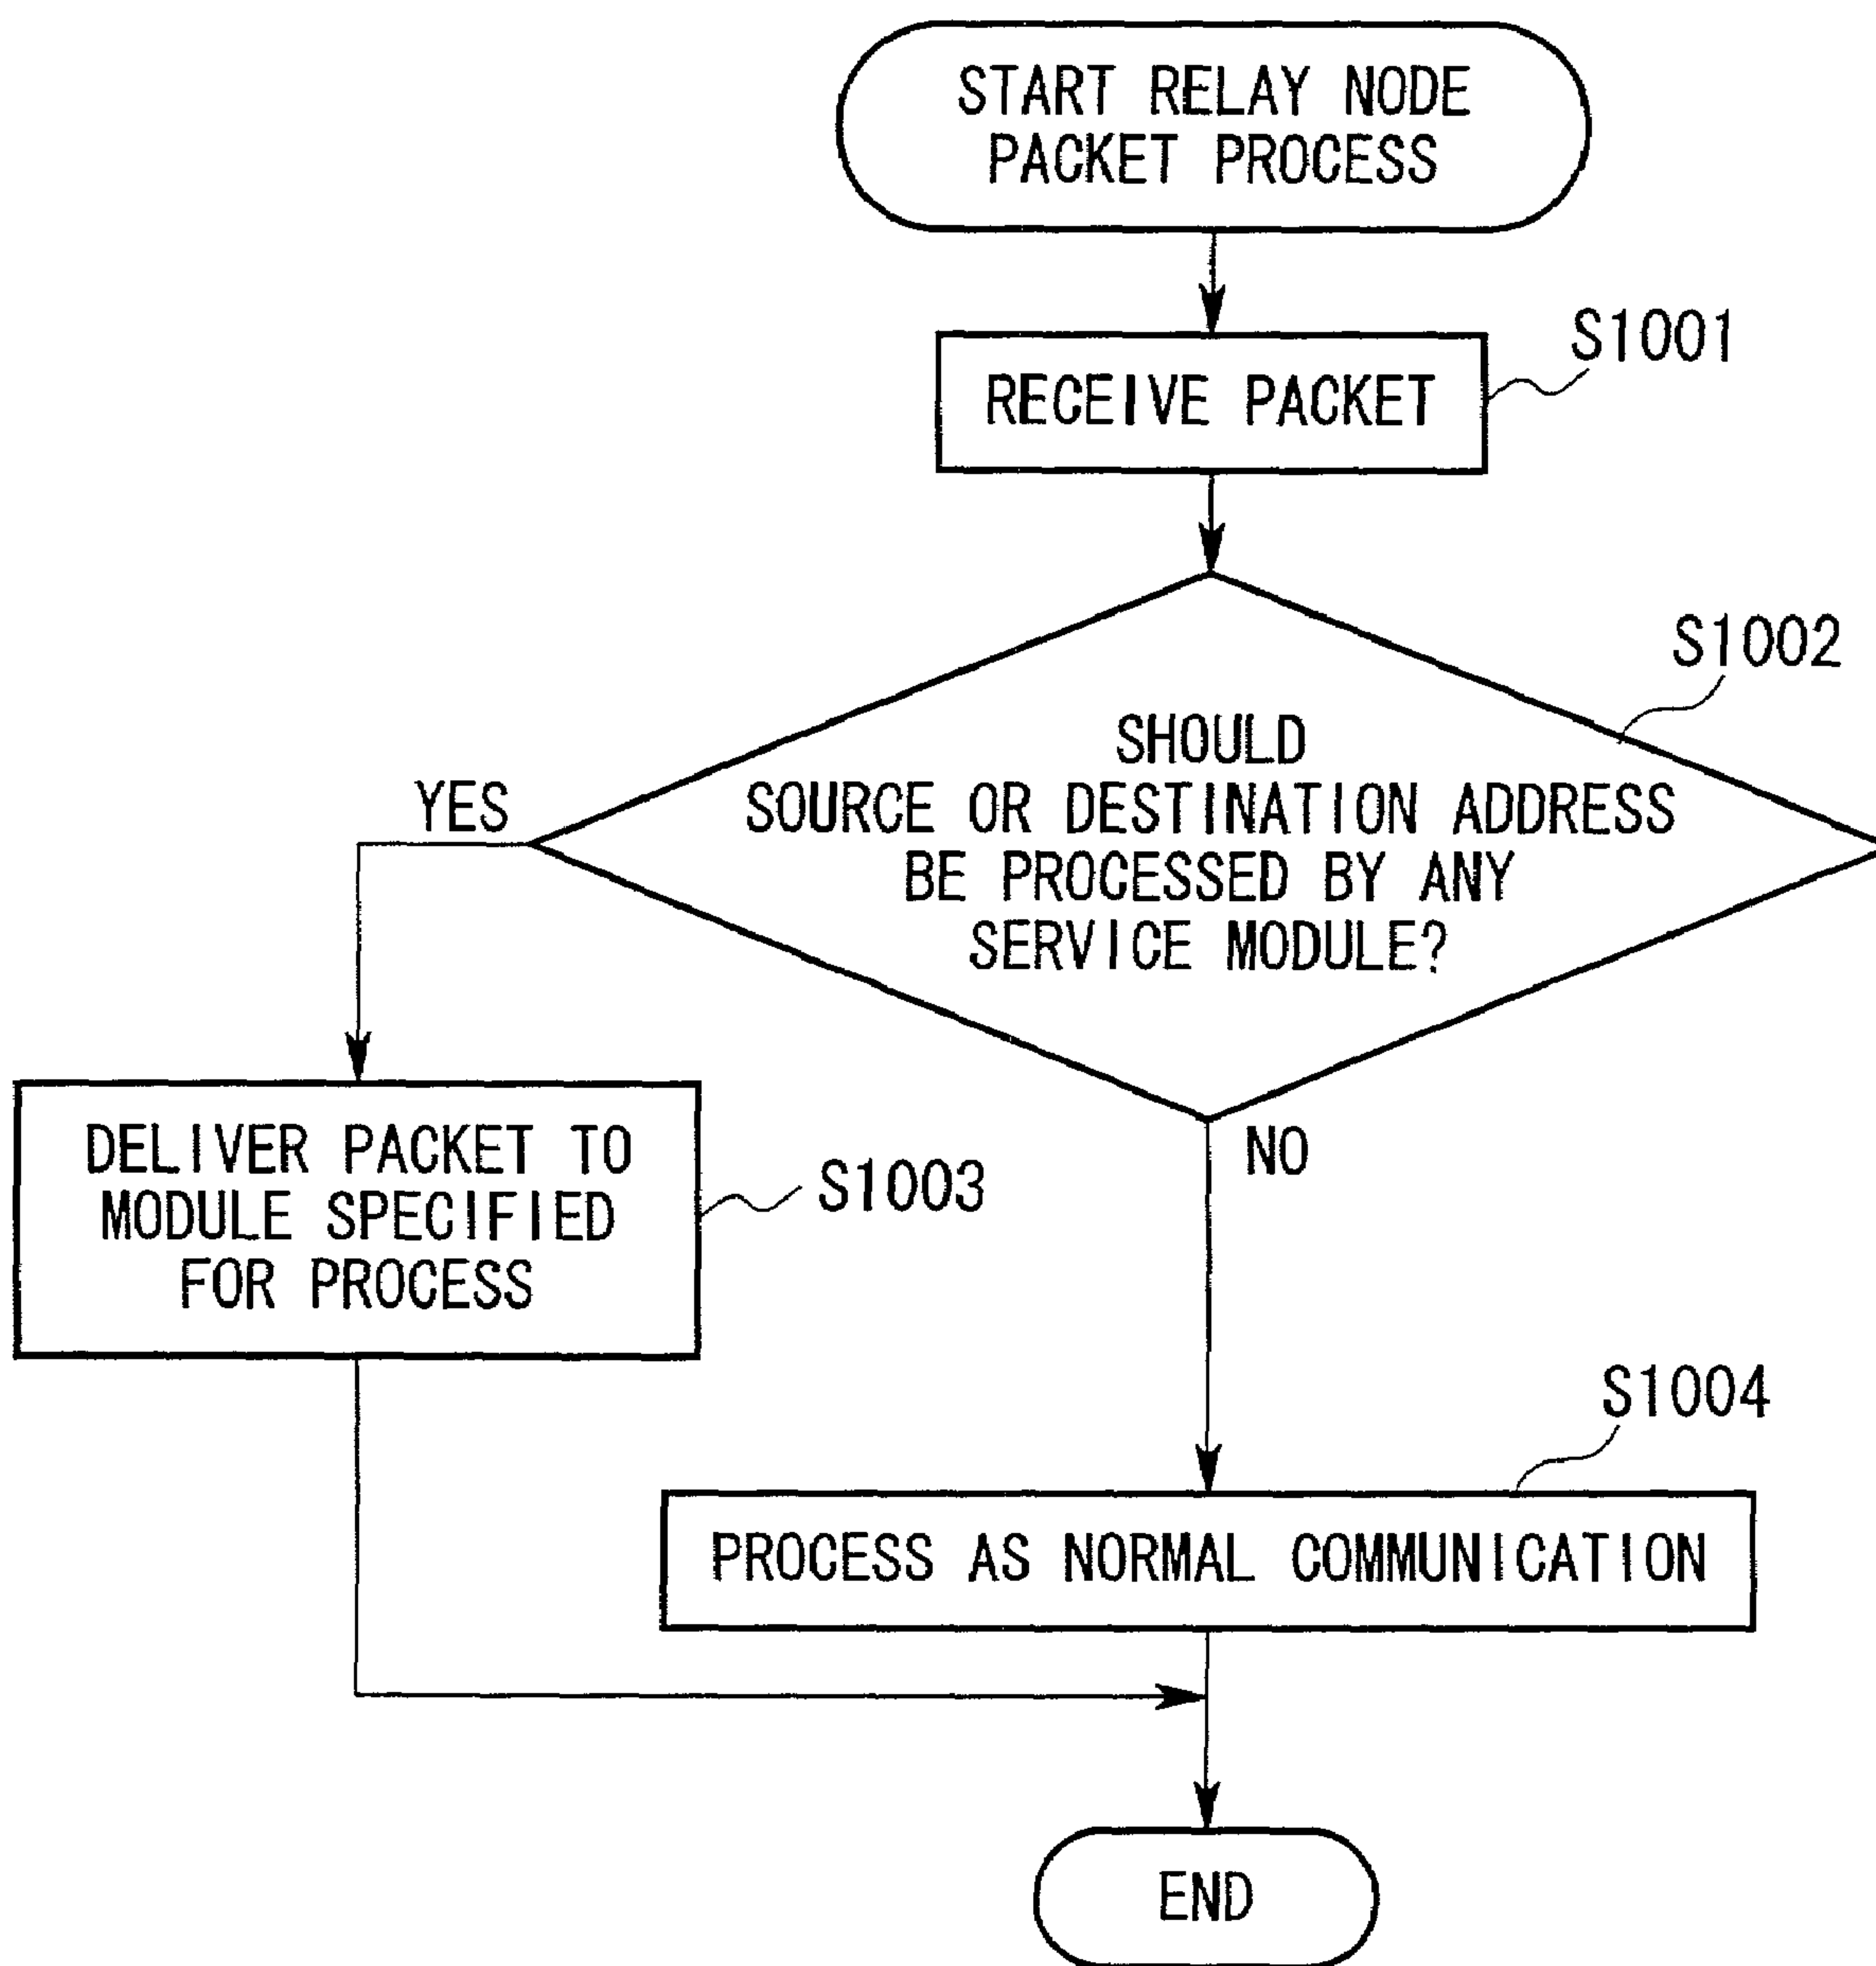 START RELAY NODE
PACKET PROCESS
S1001
RECEIVE PACKET
S1002
SHOULD
SOURCE OR DESTINATION ADDRESS
BE PROCESSED BY ANY
SERVICE MODULE?
YES
NO
DELIVER PACKET TO
MODULE SPECIFIED
FOR PROCESS
S1003
S1004
PROCESS AS NORMAL COMMUNICATION
END